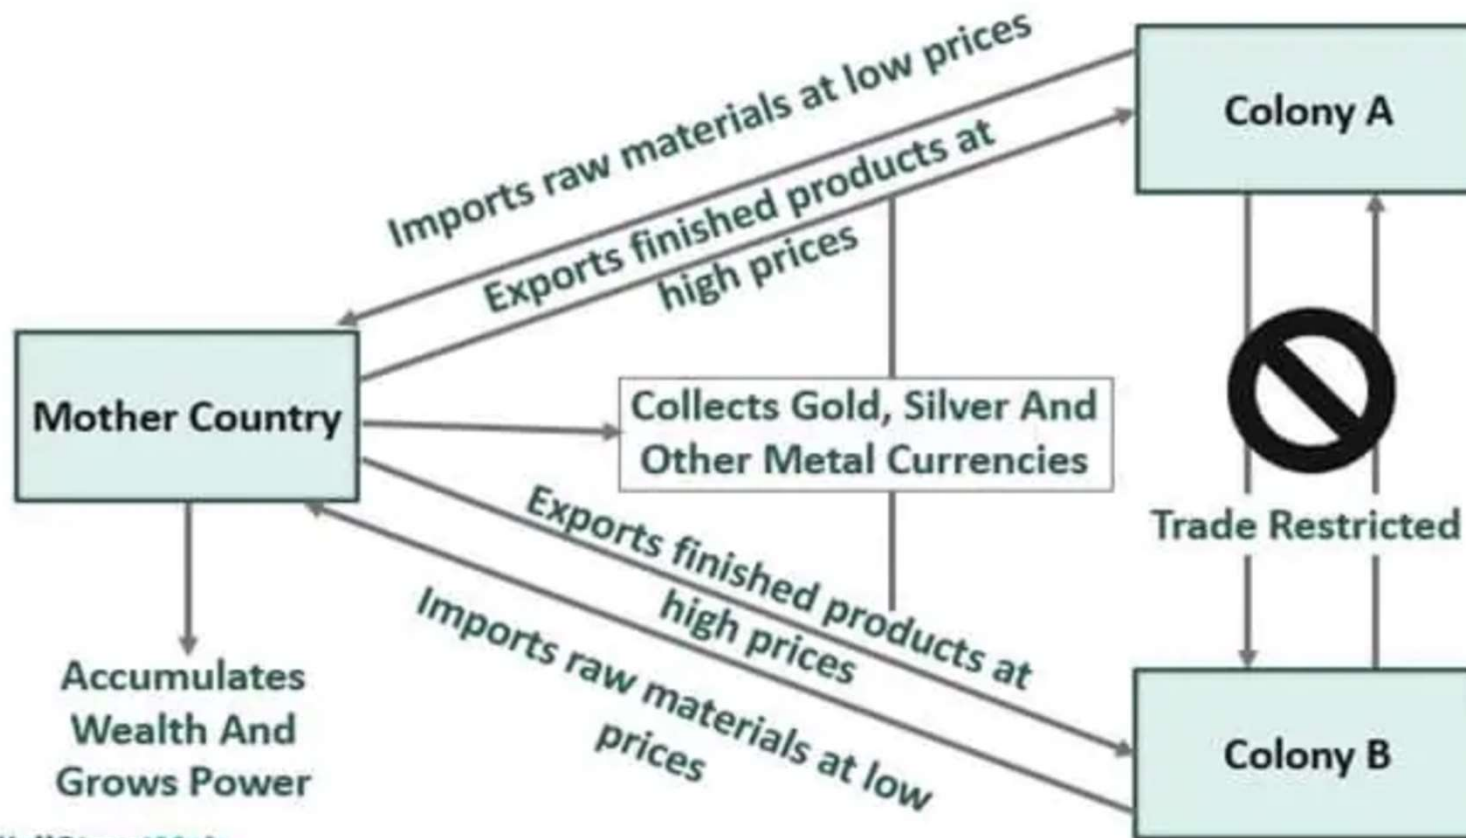 Imports raw materials at low prices
Colony A
Exports finished products at
high prices
Mother Country
Collects Gold, Silver And
Other Metal Currencies
Trade Restricted
Exports finished products at
high prices
Imports raw materials at low
prices
Accumulates
Wealth And
Grows Power
Colony B